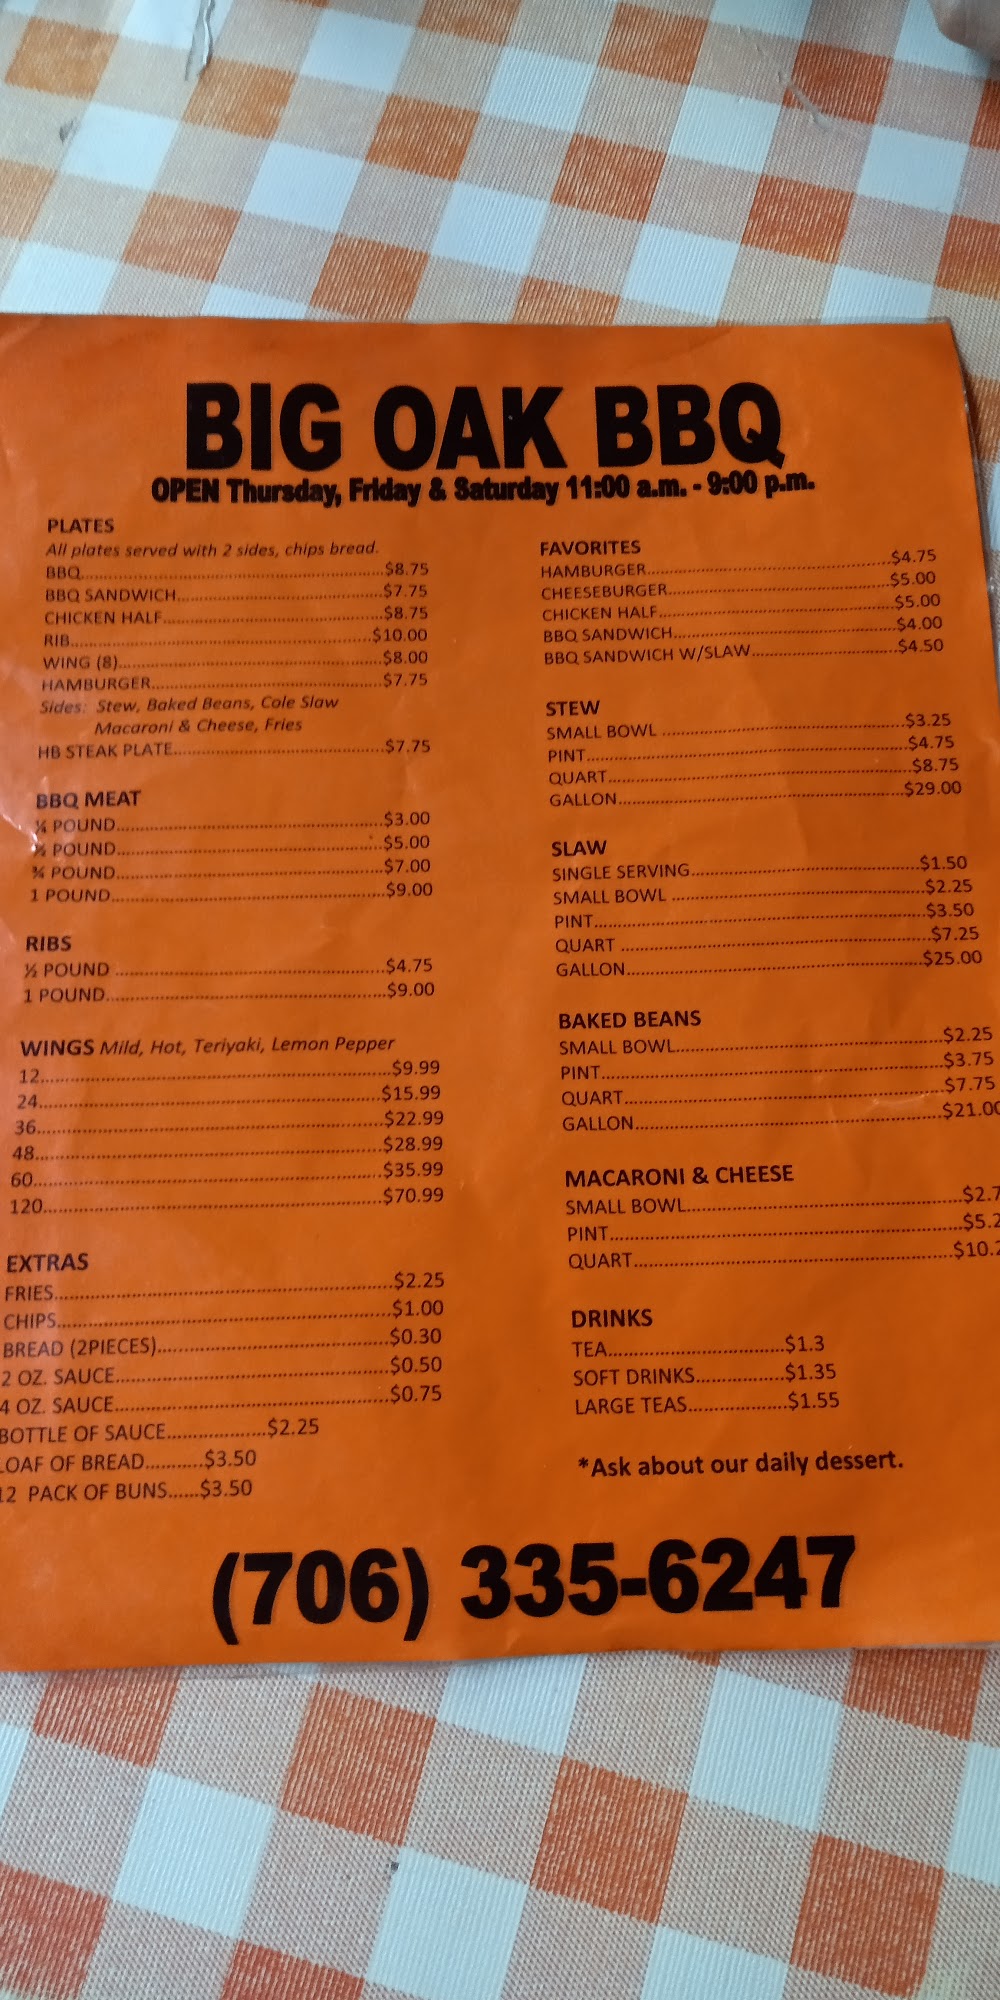 BIG OAK BBQ
OPEN Thursday, Friday & Saturday 11:00 a.m. - 9:00 p.m.
PLATES
All plates served with 2 sides, chips bread.
BBQ....................$8.75
BBQ SANDWICH....................$7.75
CHICKEN HALF....................$8.75
RIB....................$10.00
WING (8)....................$8.00
HAMBURGER....................$7.75
Sides: Stew, Baked Beans, Cole Slaw
Macaroni & Cheese, Fries
HB STEAK PLATE....................$7.75
BBQ MEAT
¼ POUND....................$3.00
½ POUND....................$5.00
¾ POUND....................$7.00
1 POUND....................$9.00
RIBS
½ POUND ....................$4.75
1 POUND....................$9.00
WINGS Mild, Hot, Teriyaki, Lemon Pepper
12....................$9.99
24....................$15.99
36....................$22.99
48....................$28.99
60....................$35.99
120....................$70.99
EXTRAS
FRIES....................$2.25
CHIPS....................$1.00
BREAD (2PIECES)....................$0.30
2 OZ. SAUCE....................$0.50
4 OZ. SAUCE....................$0.75
BOTTLE OF SAUCE..................$2.25
LOAF OF BREAD...........$3.50
12 PACK OF BUNS......$3.50
FAVORITES
HAMBURGER....................$4.75
CHEESEBURGER....................$5.00
CHICKEN HALF....................$5.00
BBQ SANDWICH....................$4.00
BBQ SANDWICH W/SLAW....................$4.50
STEW
SMALL BOWL ....................$3.25
PINT....................$4.75
QUART....................$8.75
GALLON....................$29.00
SLAW
SINGLE SERVING....................$1.50
SMALL BOWL ....................$2.25
PINT....................$3.50
QUART ....................$7.25
GALLON....................$25.00
BAKED BEANS
SMALL BOWL....................$2.25
PINT....................$3.75
QUART....................$7.75
GALLON....................$21.00
MACARONI & CHEESE
SMALL BOWL....................$2.7
PINT....................$5.2
QUART....................$10.2
DRINKS
TEA....................$1.3
SOFT DRINKS...............$1.35
LARGE TEAS.................$1.55
*Ask about our daily dessert.
(706) 335-6247